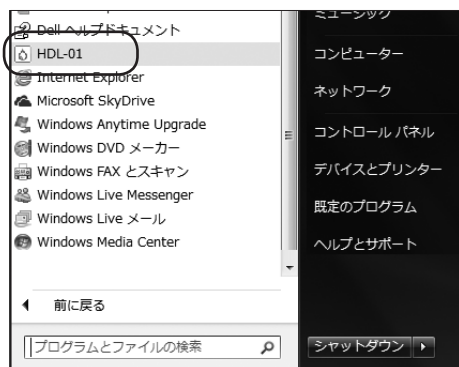 Dell ヘルプドキュメント
HDL-01
Internet Explorer
Microsoft SkyDrive
Windows Anytime Upgrade
Windows DVD メーカー
Windows FAX とスキャン
Windows Live Messenger
Windows Live メール
Windows Media Center
前に戻る
プログラムとファイルの検索
ミュージック
コンピューター
ネットワーク
コントロール パネル
デバイスとプリンター
既定のプログラム
ヘルプとサポート
シャットダウン